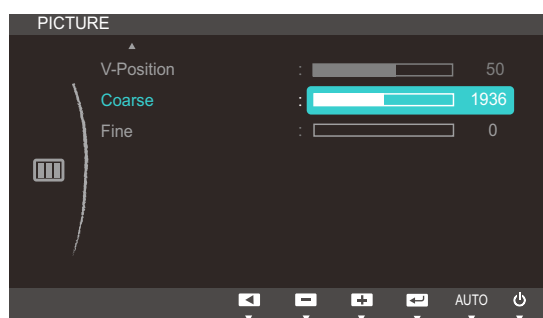 PICTURE
V-Position : 50
Coarse : 1936
Fine : 0
AUTO